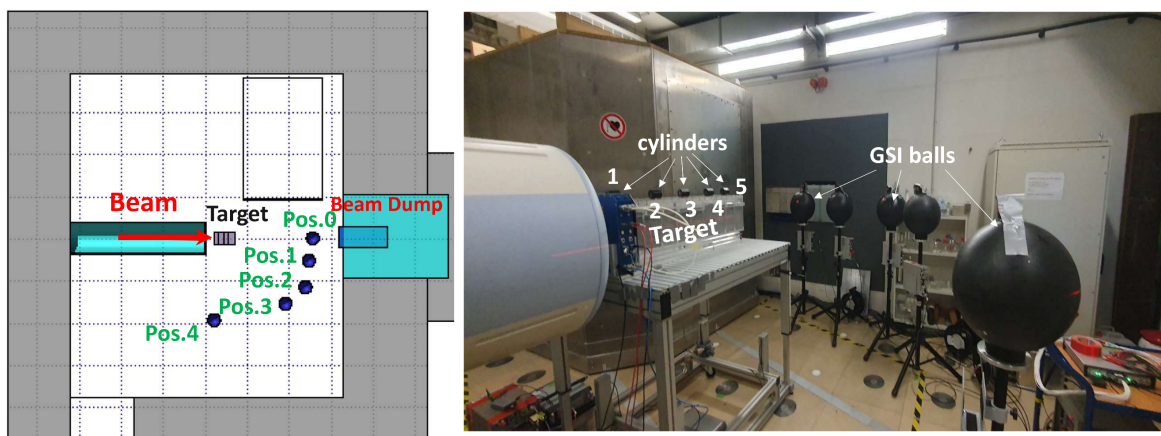 Beam
Target
Beam Dump
Pos.0
Pos.1
Pos.2
Pos.3
Pos.4
cylinders
1
2
3
4
5
Target
GSI balls